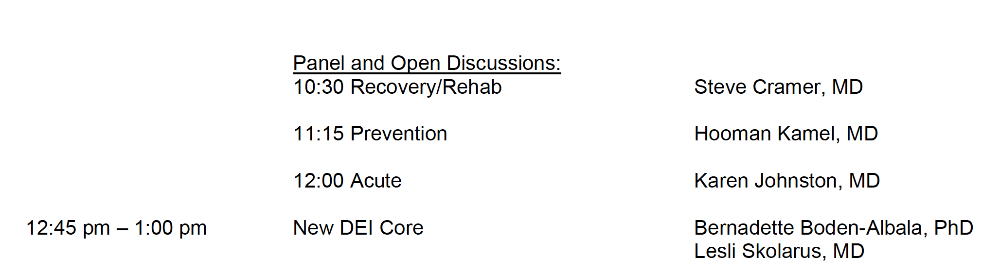 Panel and Open Discussions:
10:30 Recovery/Rehab Steve Cramer, MD
11:15 Prevention Hooman Kamel, MD
12:00 Acute Karen Johnston, MD
12:45 pm – 1:00 pm New DEI Core Bernadette Boden-Albala, PhD
Lesli Skolarus, MD